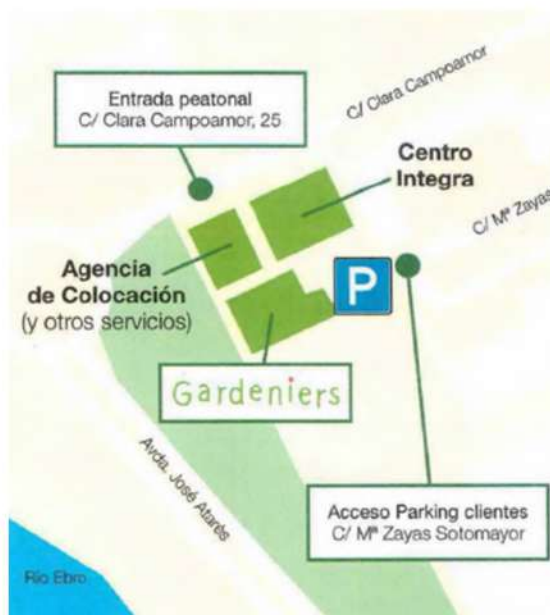 Entrada peatonal
C/ Clara Campoamor, 25
C/ Clara Campoamor
Centro
Integra
C/ Mª Zayas
Agencia
de Colocación
(y otros servicios)
P
Gardeniers
Avda. José Atarés
Acceso Parking clientes
C/ Mª Zayas Sotomayor
Río Ebro